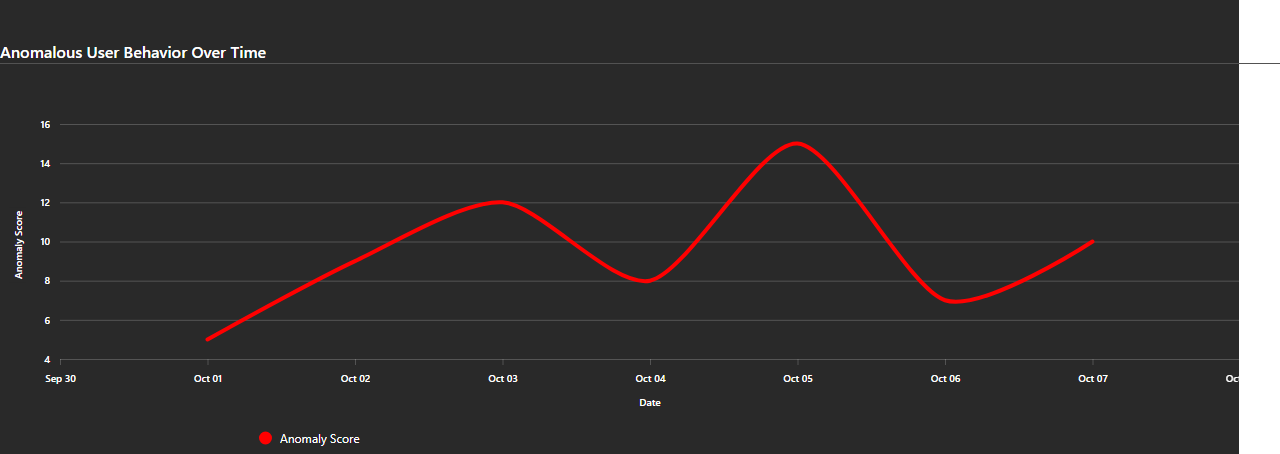 Anomalous User Behavior Over Time
16
14
12
10
8
6
4
Anomaly Score
Sep 30 Oct 01 Oct 02 Oct 03 Oct 04 Oct 05 Oct 06 Oct 07
Date
Anomaly Score